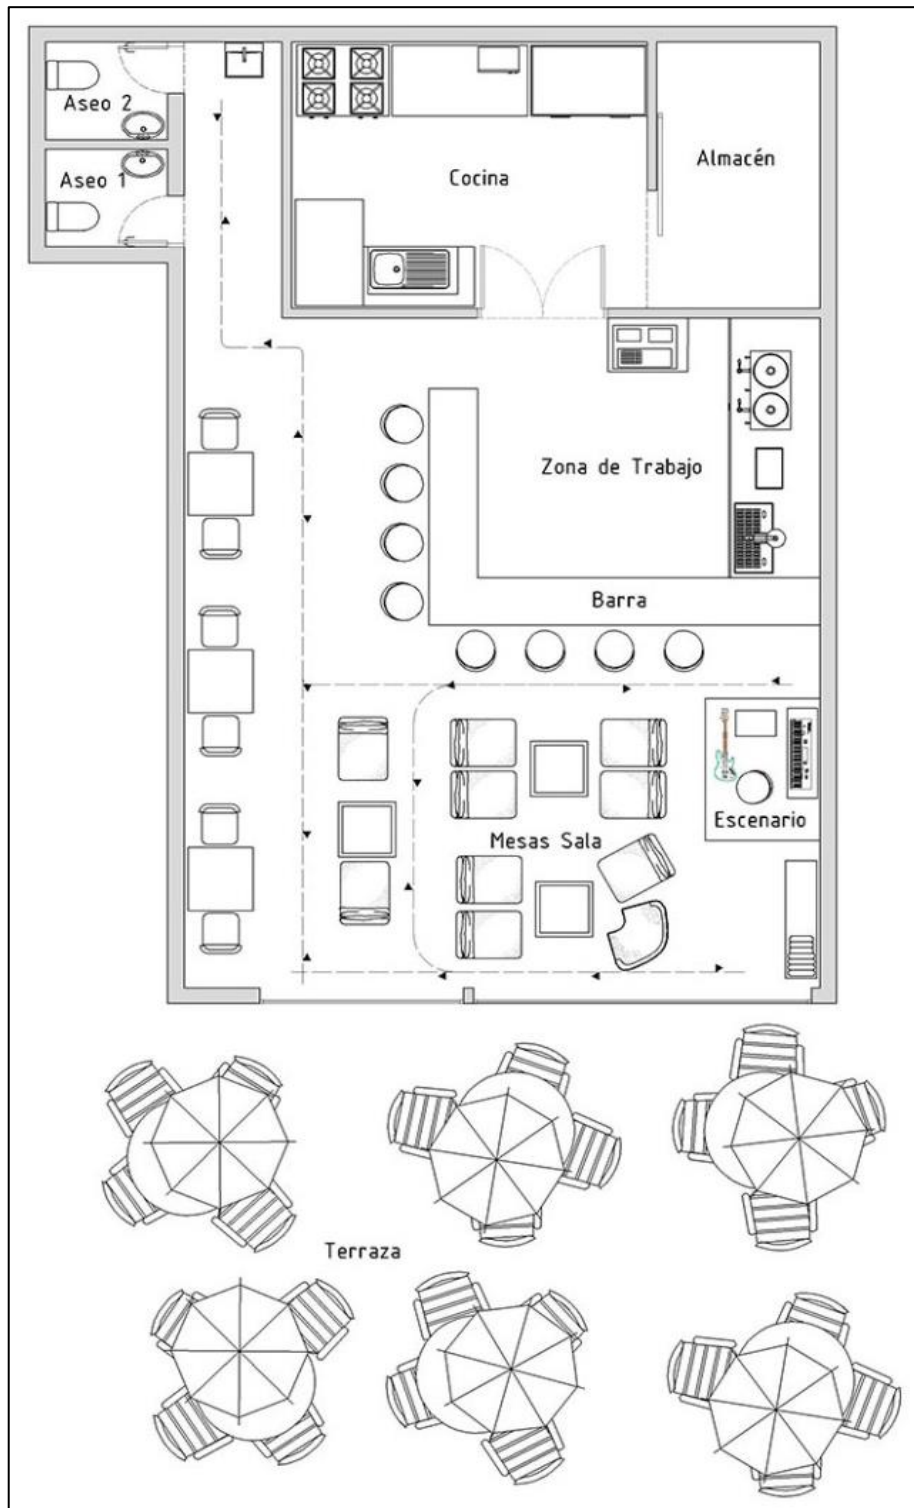 Aseo 2
Aseo 1
Cocina
Almacén
Zona de Trabajo
Barra
Escenario
Mesas Sala
Terraza